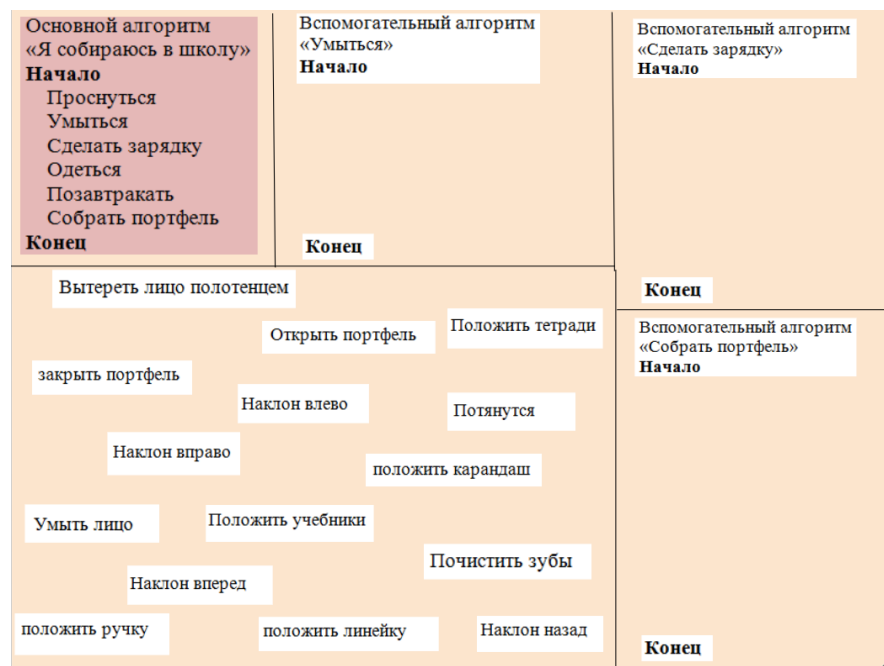 Основной алгоритм
«Я собираюсь в школу»
Начало
Проснуться
Умыться
Сделать зарядку
Одеться
Позавтракать
Собрать портфель
Конец
Вспомогательный алгоритм
«Умыться»
Начало
Конец
Вспомогательный алгоритм
«Сделать зарядку»
Начало
Конец
Вытереть лицо полотенцем
Открыть портфель
Положить тетради
закрыть портфель
Наклон влево
Потянутся
Наклон вправо
положить карандаш
Умыть лицо
Положить учебники
Почистить зубы
Наклон вперед
положить ручку
положить линейку
Наклон назад
Вспомогательный алгоритм
«Собрать портфель»
Начало
Конец